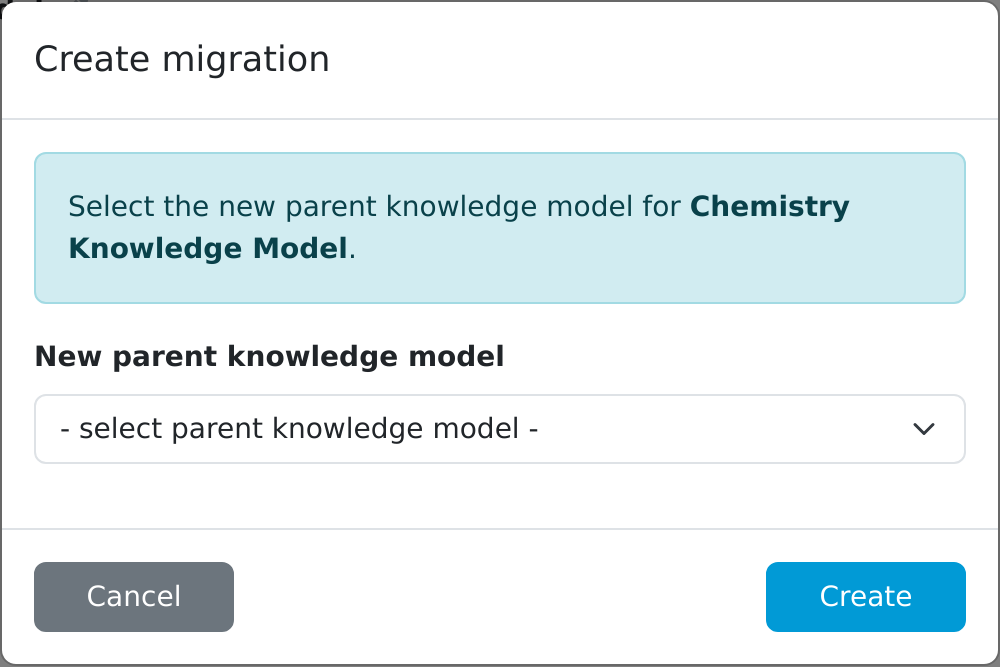 Create migration
Select the new parent knowledge model for Chemistry
Knowledge Model.
New parent knowledge model
- select parent knowledge model -
Cancel
Create